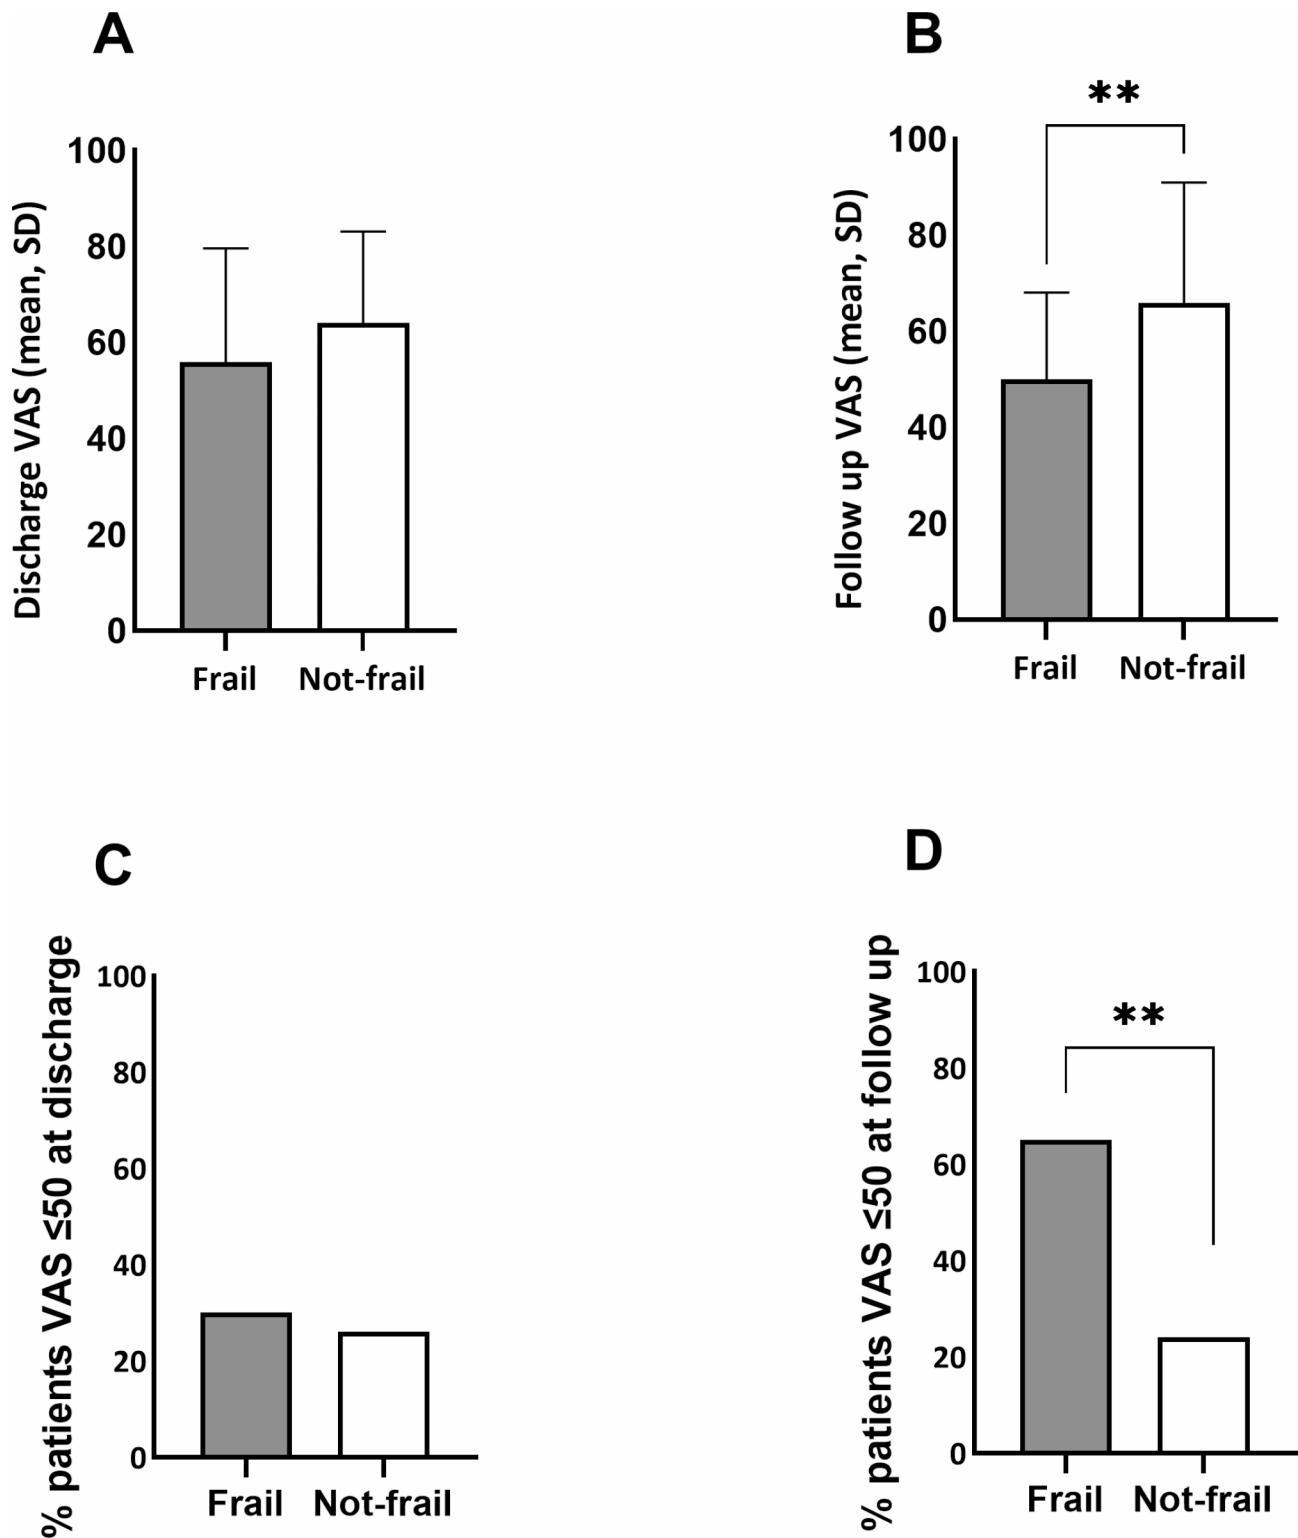 A
Discharge VAS (mean, SD)
100
80
60
40
20
0
Frail Not-frail
B
**
Follow up VAS (mean, SD)
100
80
60
40
20
0
Frail Not-frail
C
% patients VAS ≤50 at discharge
100
80
60
40
20
0
Frail Not-frail
D
**
% patients VAS ≤50 at follow up
100
80
60
40
20
0
Frail Not-frail